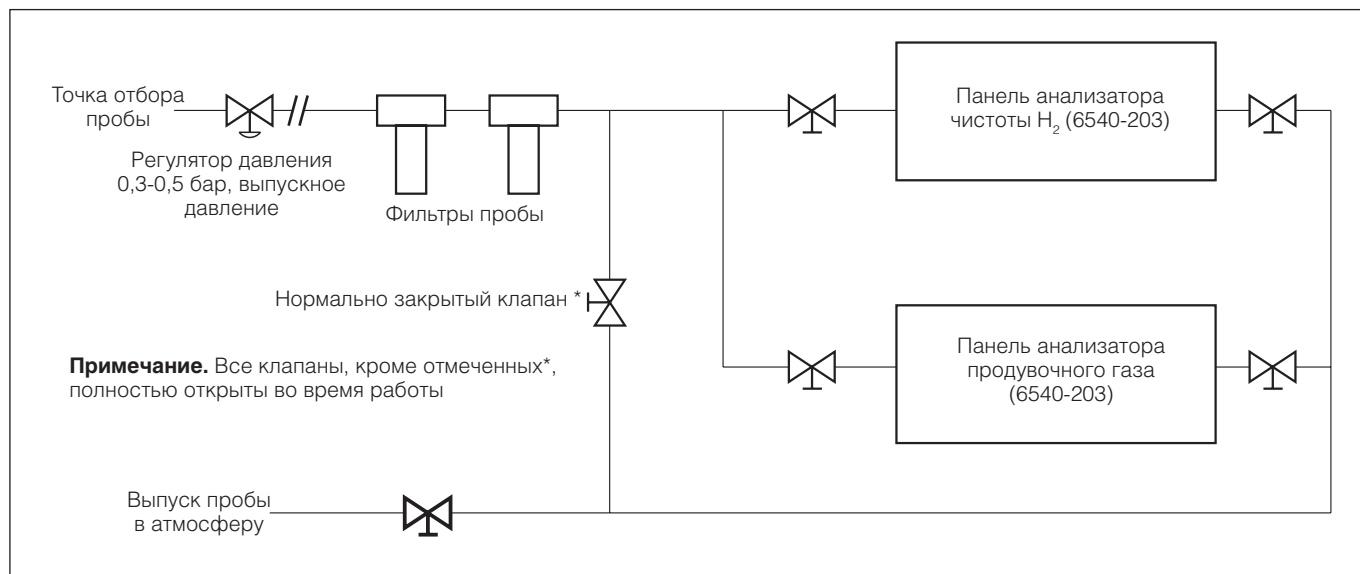 Точка отбора
пробы
Регулятор давления
0,3-0,5 бар, выпускное
давление
Фильтры пробы
Панель анализатора
чистоты H₂ (6540-203)
Нормально закрытый клапан *
Примечание. Все клапаны, кроме отмеченных*,
полностью открыты во время работы
Панель анализатора
продувочного газа
(6540-203)
Выпуск пробы
в атмосферу